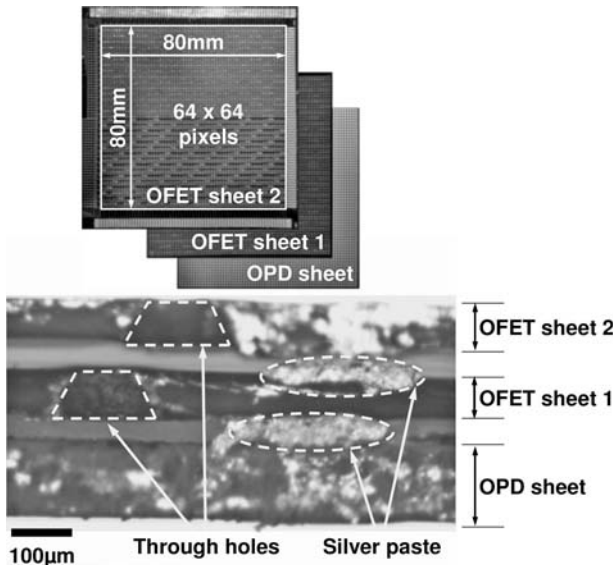 80mm
80mm
64 x 64
pixels
OFET sheet 2
OFET sheet 1
OPD sheet
OFET sheet 2
OFET sheet 1
OPD sheet
100µm
Through holes
Silver paste